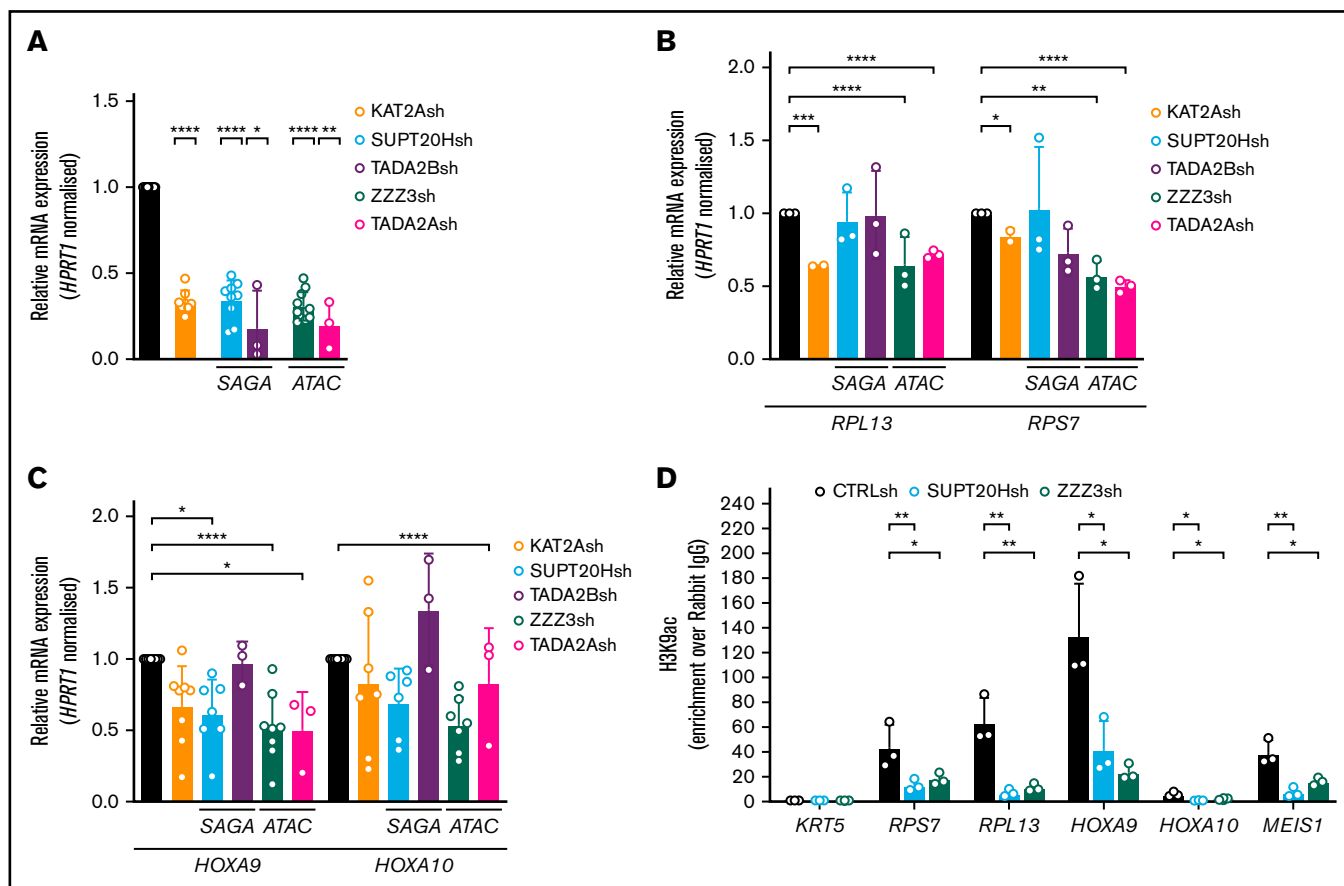 A
Relative mRNA expression
(HPRT1 normalised)
1.5
1.0
0.5
0.0
**** **** * **** **
KAT2Ash
SUPT20Hsh
TADA2Bsh
ZZZ3sh
TADA2Ash
SAGA ATAC
B
Relative mRNA expression
(HPRT1 normalised)
2.0
1.5
1.0
0.5
0.0
**** ****
**** **
*** *
KAT2Ash
SUPT20Hsh
TADA2Bsh
ZZZ3sh
TADA2Ash
SAGA ATAC SAGA ATAC
RPL13 RPS7
C
Relative mRNA expression
(HPRT1 normalised)
2.0
1.5
1.0
0.5
0.0
*
**** ****
*
KAT2Ash
SUPT20Hsh
TADA2Bsh
ZZZ3sh
TADA2Ash
SAGA ATAC SAGA ATAC
HOXA9 HOXA10
D
CTRLsh SUPT20Hsh ZZZ3sh
H3K9ac
(enrichment over Rabbit IgG)
240
220
200
180
160
140
120
100
80
60
40
20
0
** ** * * **
* ** * * *
KRT5 RPS7 RPL13 HOXA9 HOXA10 MEIS1